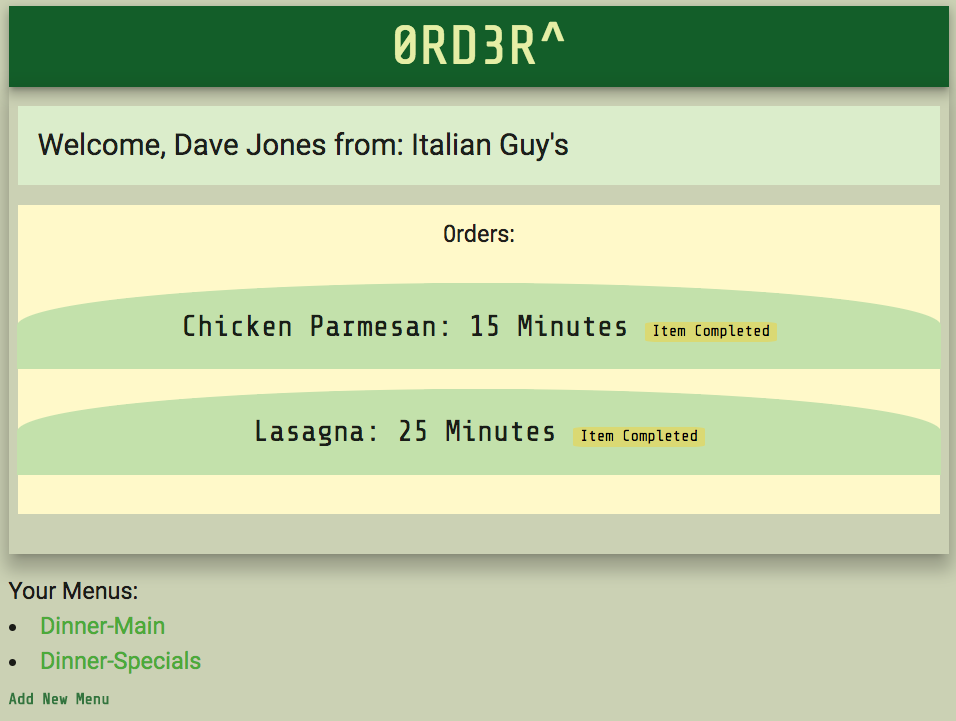 0RD3R^
Welcome, Dave Jones from: Italian Guy's
0rders:
Chicken Parmesan: 15 Minutes Item Completed
Lasagna: 25 Minutes Item Completed
Your Menus:
• Dinner-Main
• Dinner-Specials
Add New Menu